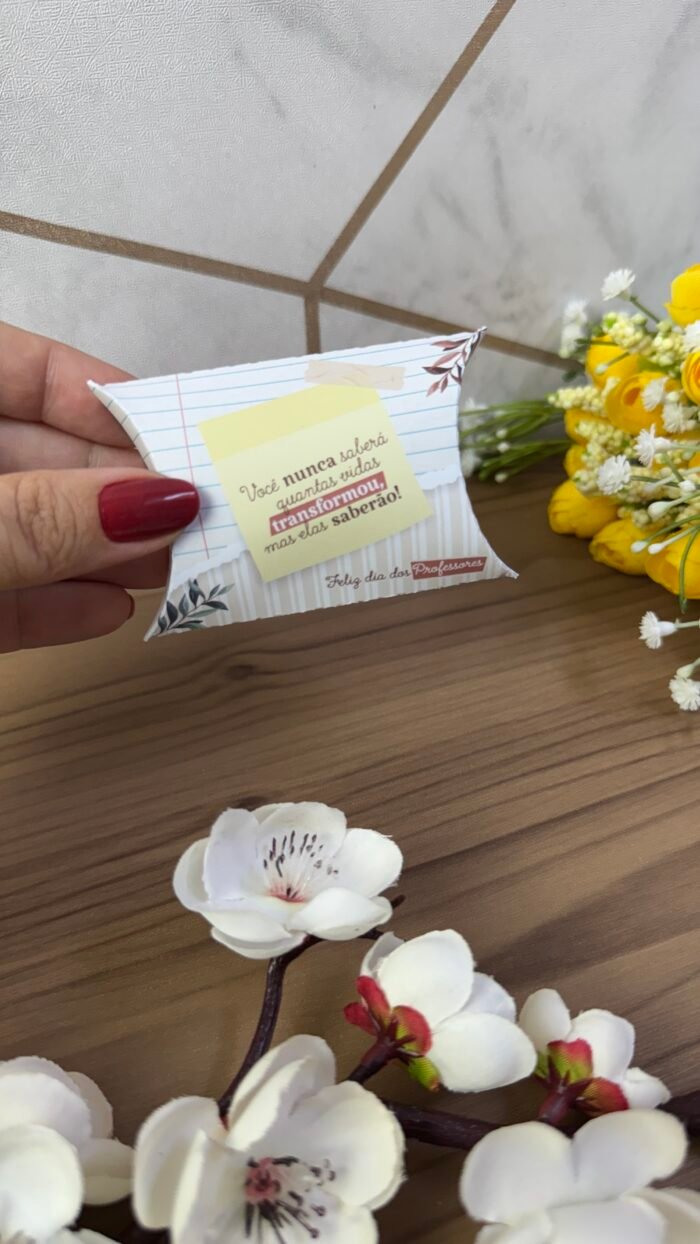 Você nunca saberá
quantas vidas
transformou,
mas elas saberão!
Feliz dia dos Professores